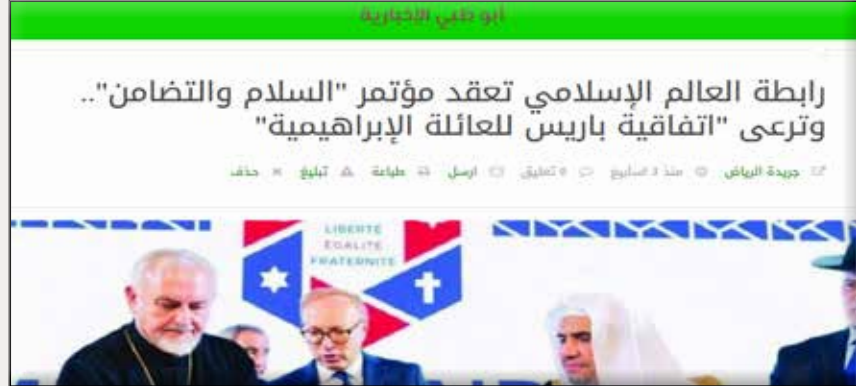 أبو ظبي الإخبارية
رابطة العالم الإسلامي تعقد مؤتمر "السلام والتضامن"..
وترعى "اتفاقية باريس للعائلة الإبراهيمية"
جريدة الرياض منذ 3 اسابيع 0 تعليق ارسل طباعة تبليغ حذف
LIBERTE
EGALITE
FRATERNITE